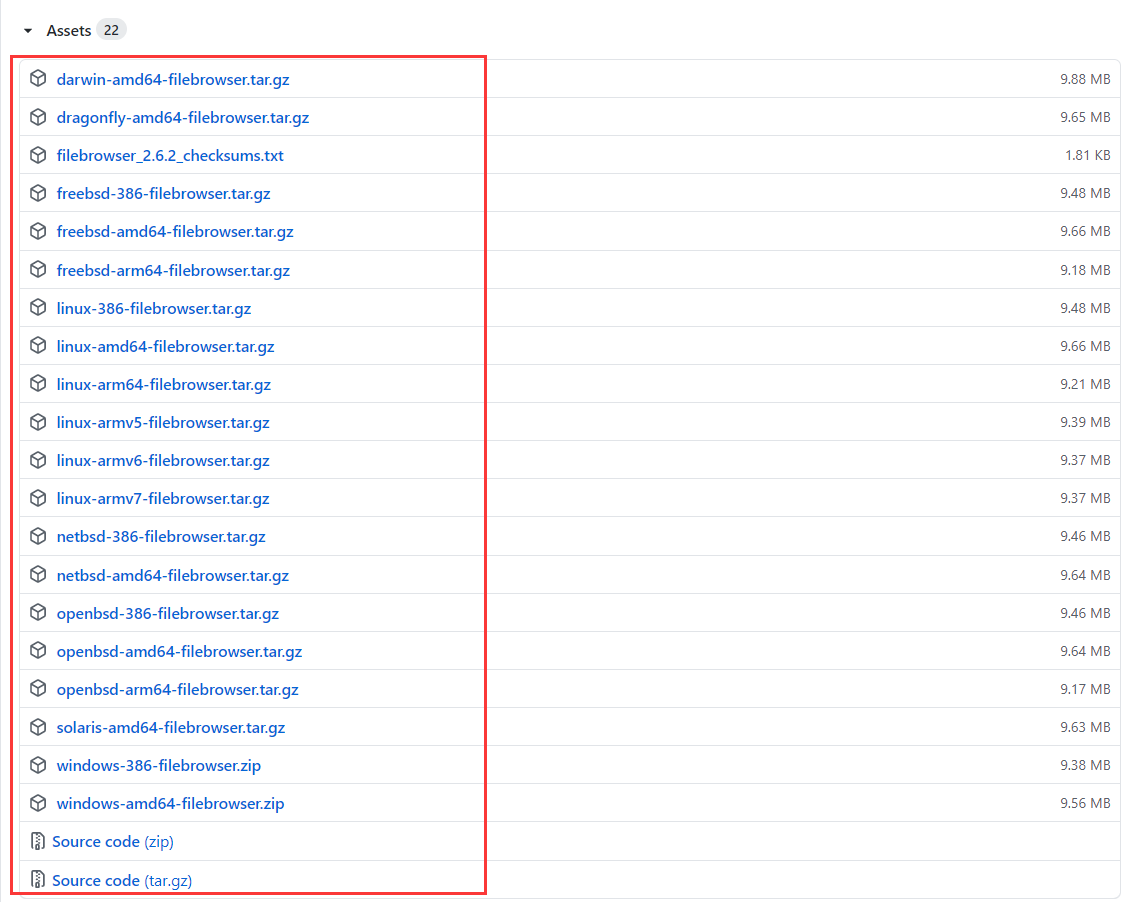 Assets 22
darwin-amd64-filebrowser.tar.gz 9.88 MB
dragonfly-amd64-filebrowser.tar.gz 9.65 MB
filebrowser_2.6.2_checksums.txt 1.81 KB
freebsd-386-filebrowser.tar.gz 9.48 MB
freebsd-amd64-filebrowser.tar.gz 9.66 MB
freebsd-arm64-filebrowser.tar.gz 9.18 MB
linux-386-filebrowser.tar.gz 9.48 MB
linux-amd64-filebrowser.tar.gz 9.66 MB
linux-arm64-filebrowser.tar.gz 9.21 MB
linux-armv5-filebrowser.tar.gz 9.39 MB
linux-armv6-filebrowser.tar.gz 9.37 MB
linux-armv7-filebrowser.tar.gz 9.37 MB
netbsd-386-filebrowser.tar.gz 9.46 MB
netbsd-amd64-filebrowser.tar.gz 9.64 MB
openbsd-386-filebrowser.tar.gz 9.46 MB
openbsd-amd64-filebrowser.tar.gz 9.64 MB
openbsd-arm64-filebrowser.tar.gz 9.17 MB
solaris-amd64-filebrowser.tar.gz 9.63 MB
windows-386-filebrowser.zip 9.38 MB
windows-amd64-filebrowser.zip 9.56 MB
Source code (zip)
Source code (tar.gz)